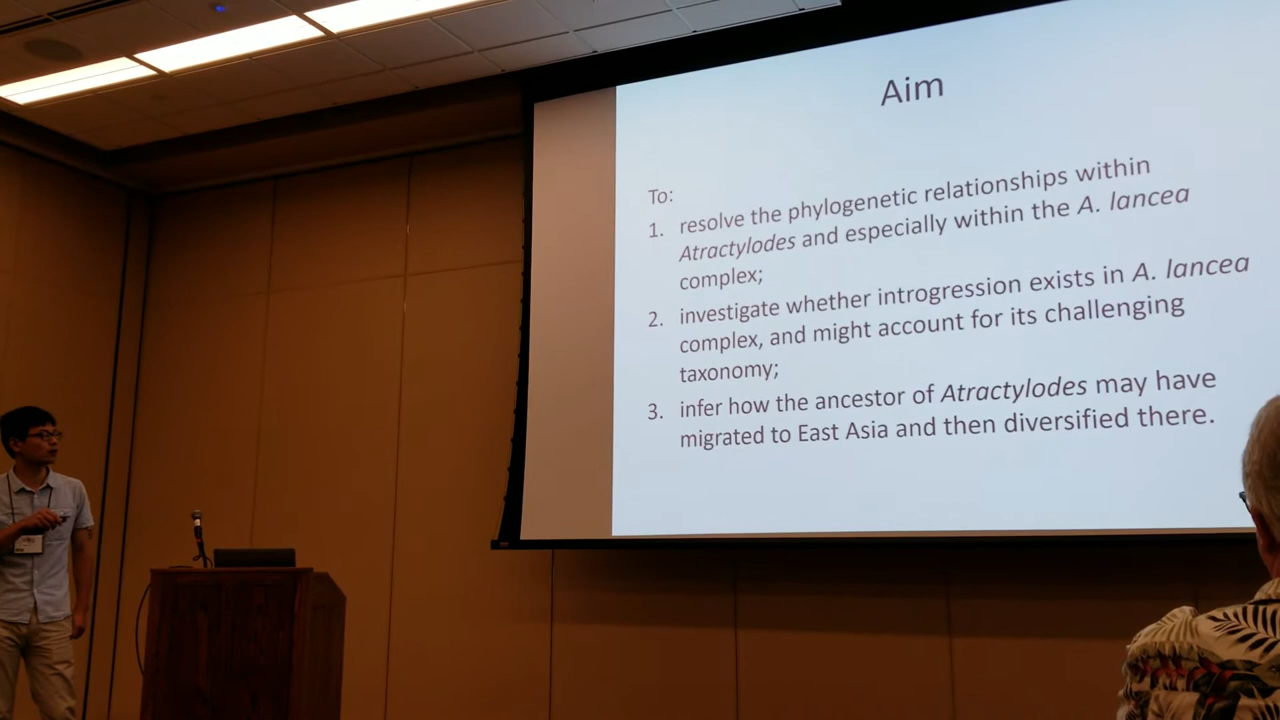 Aim
To:
1. resolve the phylogenetic relationships within
Atractylodes and especially within the A. lancea
complex;
2. investigate whether introgression exists in A. lancea
complex, and might account for its challenging
taxonomy;
3. infer how the ancestor of Atractylodes may have
migrated to East Asia and then diversified there.